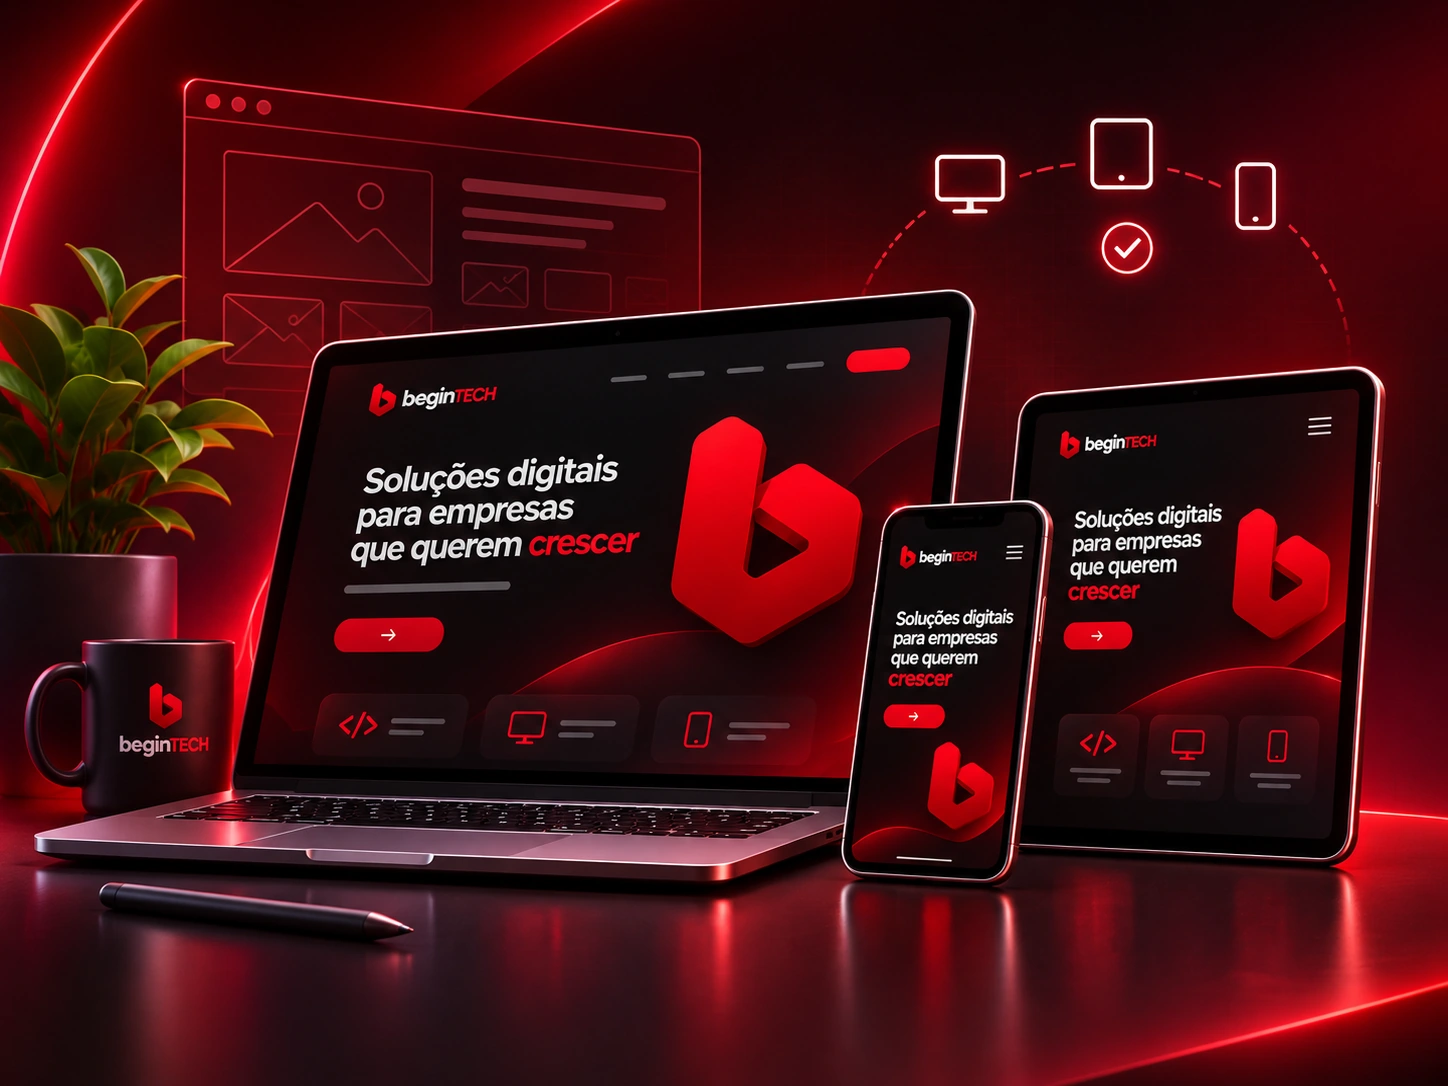 beginTECH
Soluções digitais
para empresas
que querem crescer
beginTECH
Soluções digitais
para empresas
que querem
crescer
beginTECH
Soluções digitais
para empresas
que querem
crescer
beginTECH